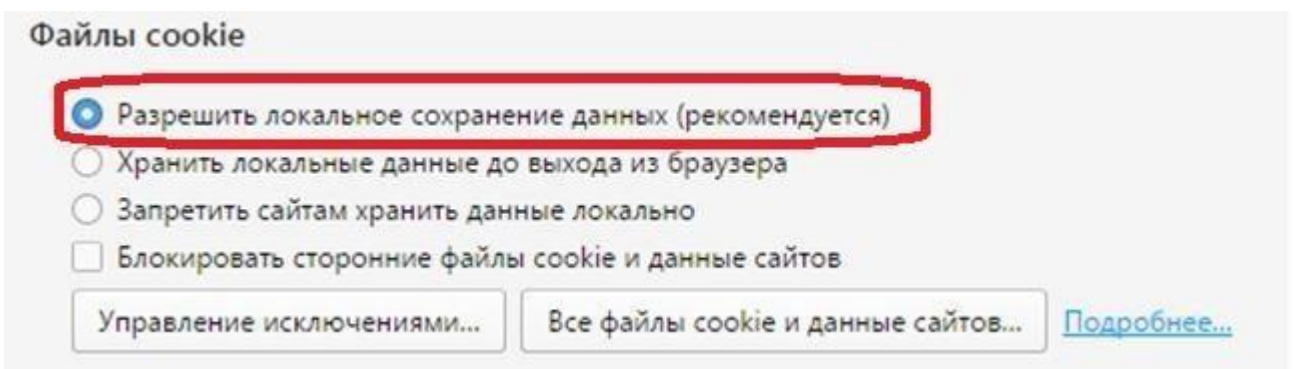 Файлы cookie
Разрешить локальное сохранение данных (рекомендуется)
Хранить локальные данные до выхода из браузера
Запретить сайтам хранить данные локально
Блокировать сторонние файлы cookie и данные сайтов
Управление исключениями... Все файлы cookie и данные сайтов... Подробнее...